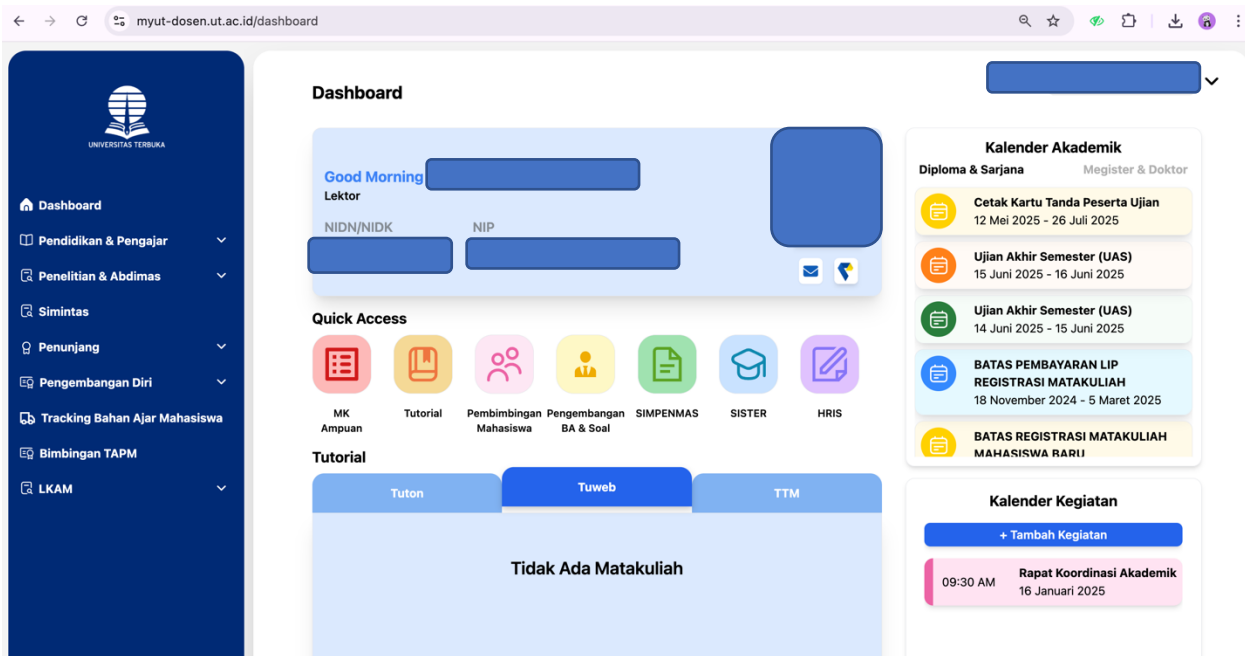 myut-dosen.ut.ac.id/dashboard
UNIVERSITAS TERBUKA
Dashboard
Pendidikan & Pengajar
Penelitian & Abdimas
Simintas
Penunjang
Pengembangan Diri
Tracking Bahan Ajar Mahasiswa
Bimbingan TAPM
LKAM
Dashboard
Good Morning
Lektor
NIDN/NIDK NIP
Quick Access
MK
Ampuan
Tutorial
Pembimbingan
Mahasiswa
Pengembangan
BA & Soal
SIMPENMAS
SISTER
HRIS
Tutorial
Tuton Tuweb TTM
Tidak Ada Matakuliah
Kalender Akademik
Diploma & Sarjana Megister & Doktor
Cetak Kartu Tanda Peserta Ujian
12 Mei 2025 - 26 Juli 2025
Ujian Akhir Semester (UAS)
15 Juni 2025 - 16 Juni 2025
Ujian Akhir Semester (UAS)
14 Juni 2025 - 15 Juni 2025
BATAS PEMBAYARAN LIP
REGISTRASI MATAKULIAH
18 November 2024 - 5 Maret 2025
BATAS REGISTRASI MATAKULIAH
MAHASISWA BARU
Kalender Kegiatan
+ Tambah Kegiatan
09:30 AM
Rapat Koordinasi Akademik
16 Januari 2025